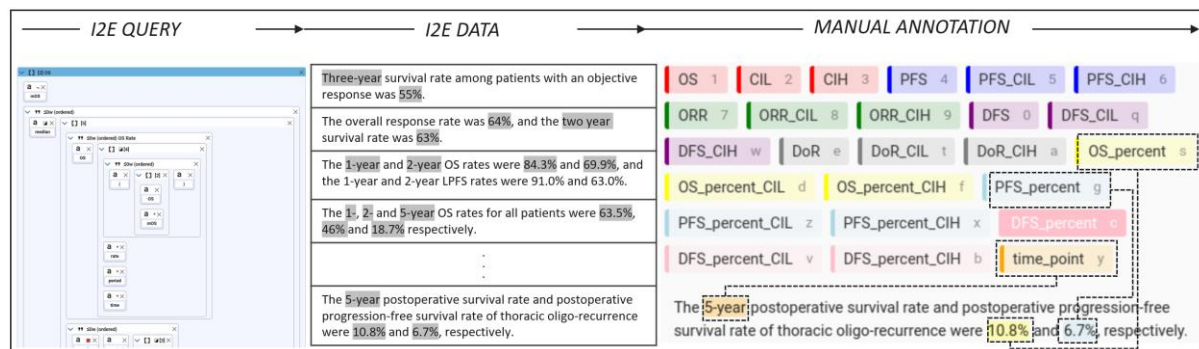 I2E QUERY
I2E DATA
MANUAL ANNOTATION
median
OS Rate
OS
OS
mOS
rate
period
time
Three-year survival rate among patients with an objective
response was 55%.
The overall response rate was 64%, and the two year
survival rate was 63%.
The 1-year and 2-year OS rates were 84.3% and 69.9%, and
the 1-year and 2-year LPFS rates were 91.0% and 63.0%.
The 1-, 2- and 5-year OS rates for all patients were 63.5%,
46% and 18.7% respectively.
The 5-year postoperative survival rate and postoperative
progression-free survival rate of thoracic oligo-recurrence
were 10.8% and 6.7%, respectively.
OS 1 CIL 2 CIH 3 PFS 4 PFS_CIL 5 PFS_CIH 6
ORR 7 ORR_CIL 8 ORR_CIH 9 DFS 0 DFS_CIL q
DFS_CIH w DoR e DoR_CIL t DoR_CIH a OS_percent s
OS_percent_CIL d OS_percent_CIH f PFS_percent g
PFS_percent_CIL z PFS_percent_CIH x DFS_percent c
DFS_percent_CIL v DFS_percent_CIH b time_point y
The 5-year postoperative survival rate and postoperative progression-free
survival rate of thoracic oligo-recurrence were 10.8% and 6.7%, respectively.